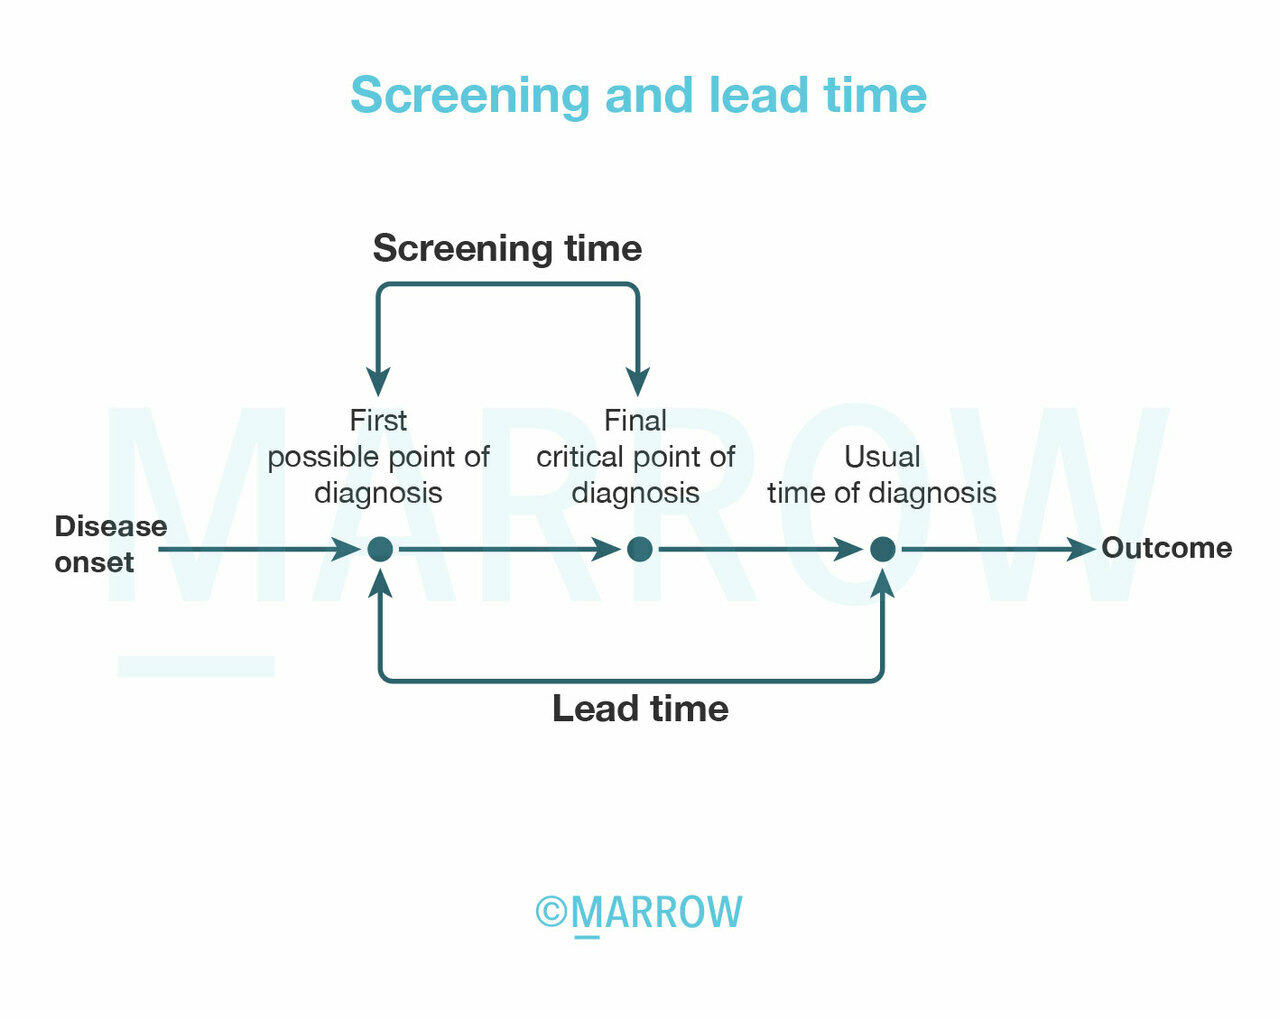 Screening and lead time
Screening time
First
possible point of
diagnosis
Final
critical point of
diagnosis
Usual
time of diagnosis
Disease
onset
Outcome
Lead time
MARROW
©MARROW